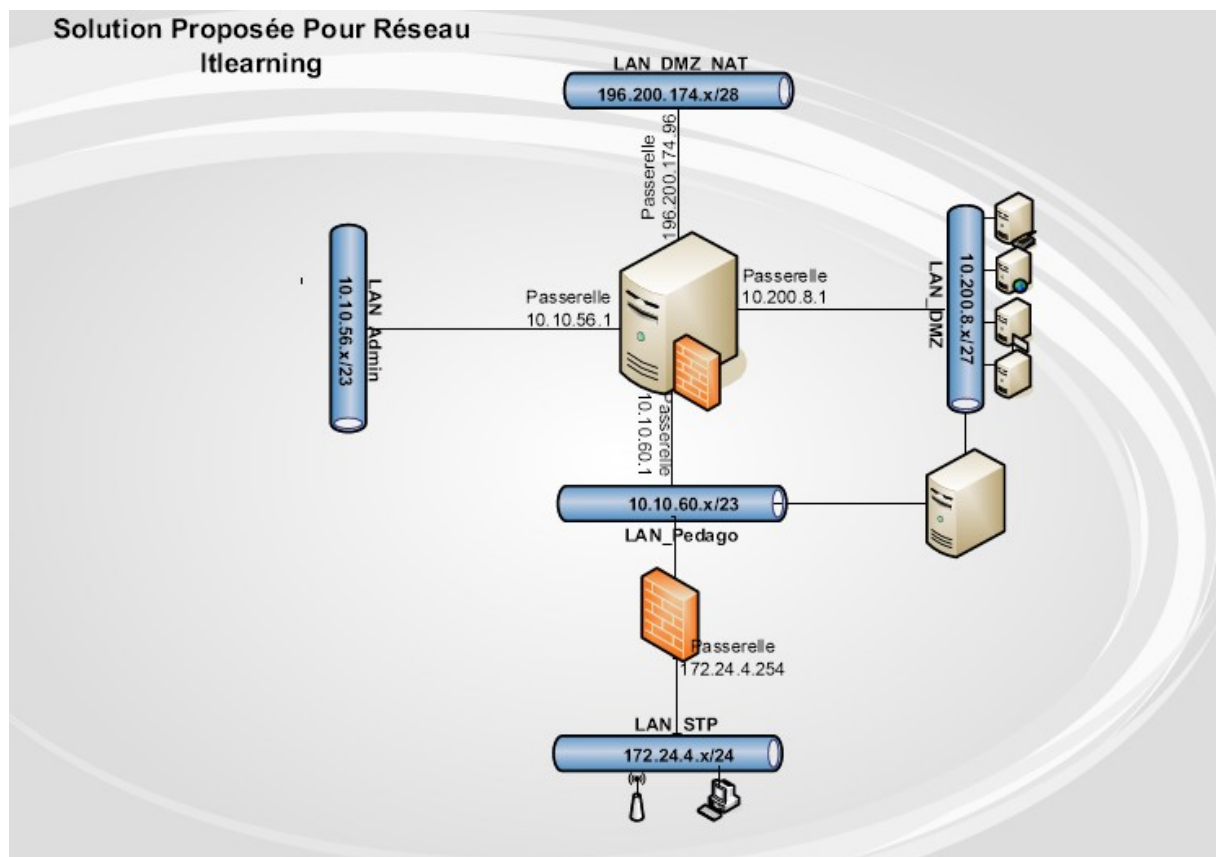 Solution Proposée Pour Réseau
Itlearning
LAN_DMZ_NAT
196.200.174.x/28
Passerelle
196.200.174.96
Passerelle
10.10.56.1
Passerelle
10.200.8.1
LAN_Admin
10.10.56.x/23
10.200.8.x/27
LAN_DMZ
Passerelle
10.10.60.1
10.10.60.x/23
LAN_Pedago
Passerelle
172.24.4.254
LAN_STP
172.24.4.x/24